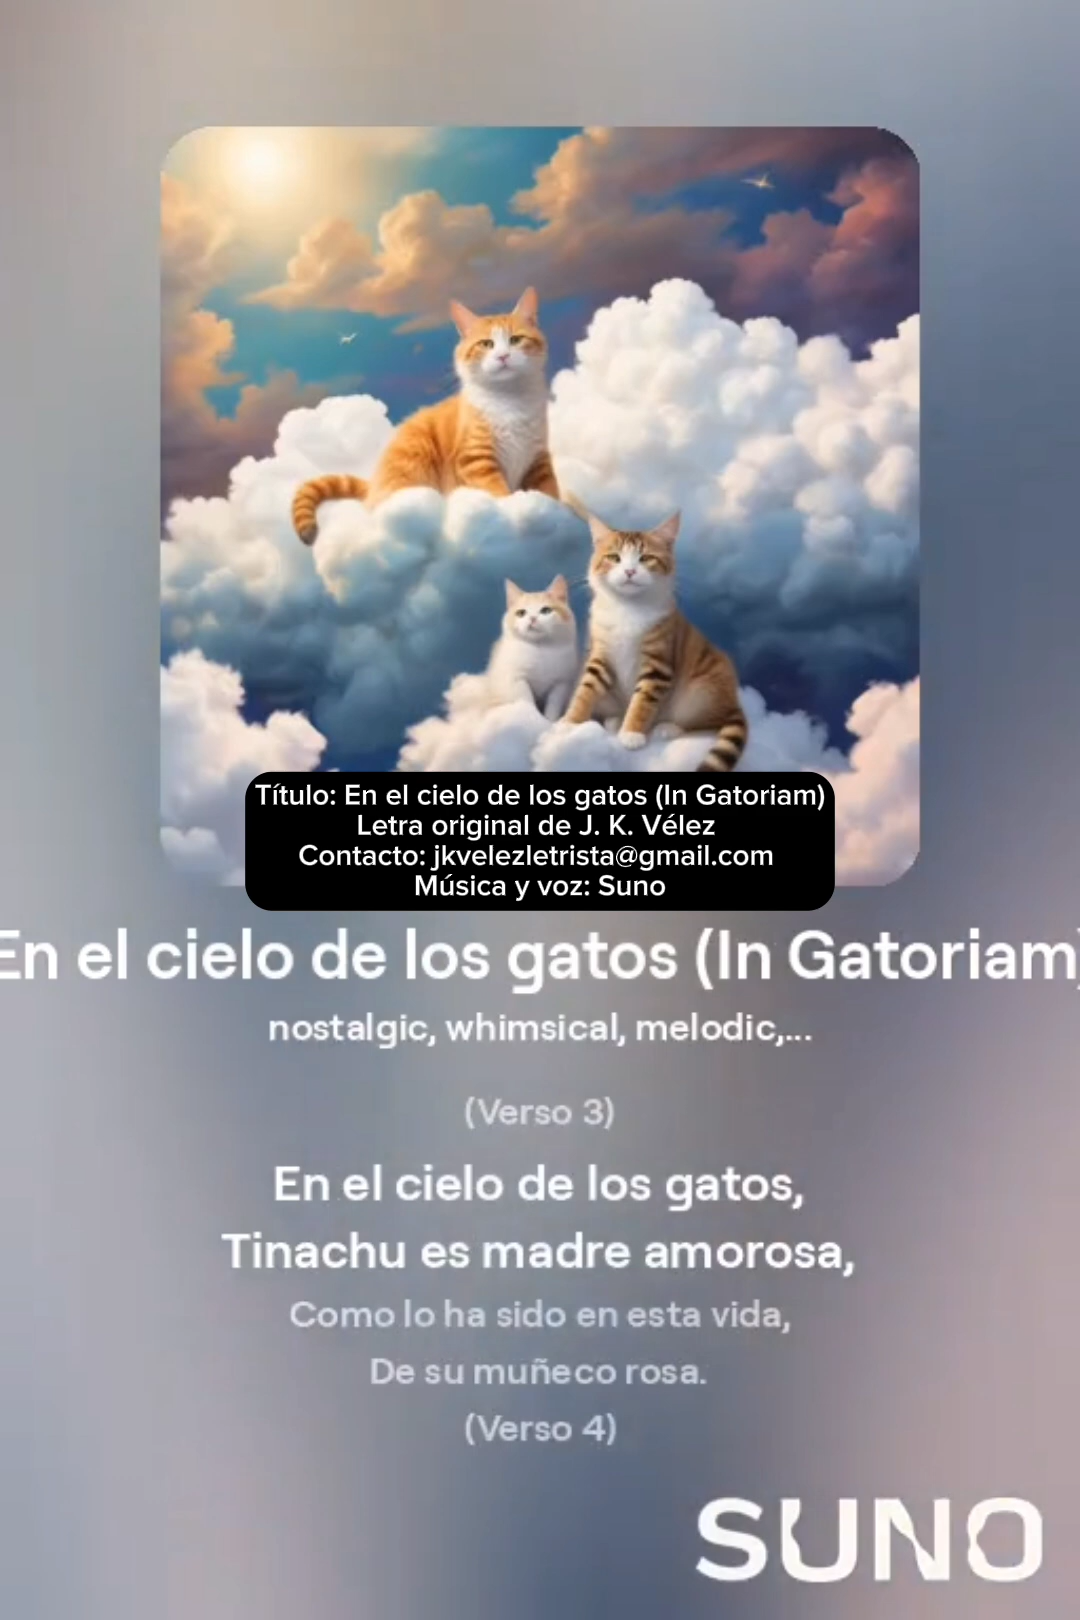 Título: En el cielo de los gatos (In Gatoriam)
Letra original de J. K. Vélez
Contacto: jkvelezletrista@gmail.com
Música y voz: Suno
En el cielo de los gatos (In Gatoriam)
nostalgic, whimsical, melodic,...
(Verso 3)
En el cielo de los gatos,
Tinachu es madre amorosa,
Como lo ha sido en esta vida,
De su muñeco rosa.
(Verso 4)
SUNO